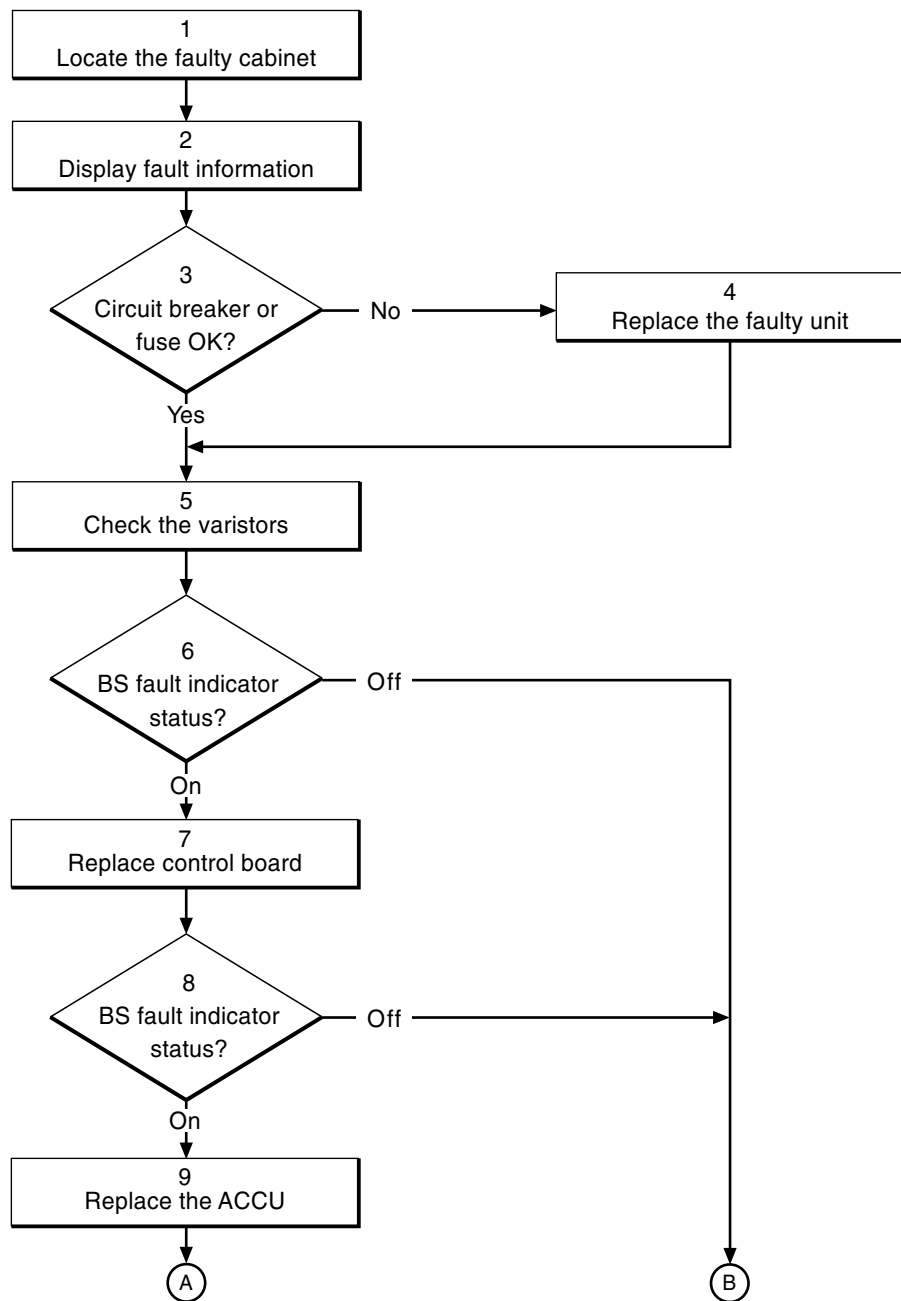 1
Locate the faulty cabinet
2
Display fault information
3
Circuit breaker or
fuse OK?
No
4
Replace the faulty unit
Yes
5
Check the varistors
6
BS fault indicator
status?
Off
On
7
Replace control board
8
BS fault indicator
status?
Off
On
9
Replace the ACCU
A
B